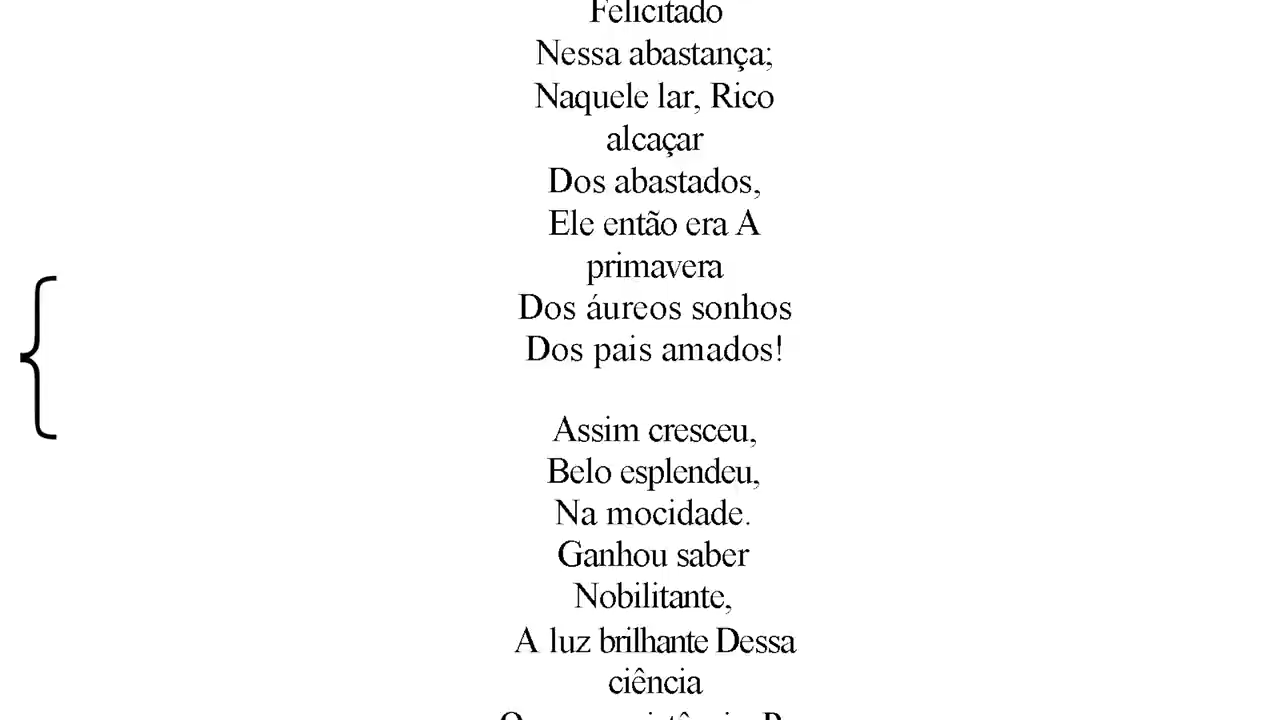 Felicitado
Nessa abastança;
Naquele lar, Rico
alcaçar
Dos abastados,
Ele então era A
primavera
Dos áureos sonhos
Dos pais amados!
Assim cresceu,
Belo esplendeu,
Na mocidade.
Ganhou saber
Nobilitante,
A luz brilhante Dessa
ciência